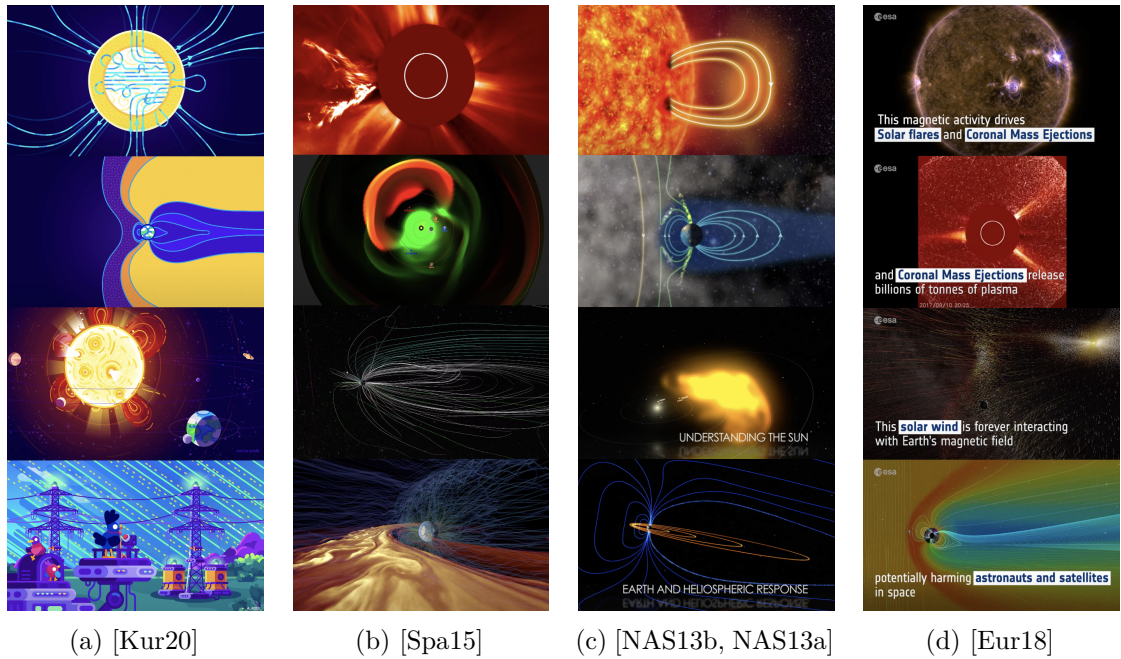 esa
This magnetic activity drives
Solar flares and Coronal Mass Ejections
esa
and Coronal Mass Ejections release
billions of tonnes of plasma
UNDERSTANDING THE SUN
esa
This solar wind is forever interacting
with Earth's magnetic field
EARTH AND HELIOSPHERIC RESPONSE
esa
potentially harming astronauts and satellites
in space
(a) [Kur20]
(b) [Spa15]
(c) [NAS13b, NAS13a]
(d) [Eur18]